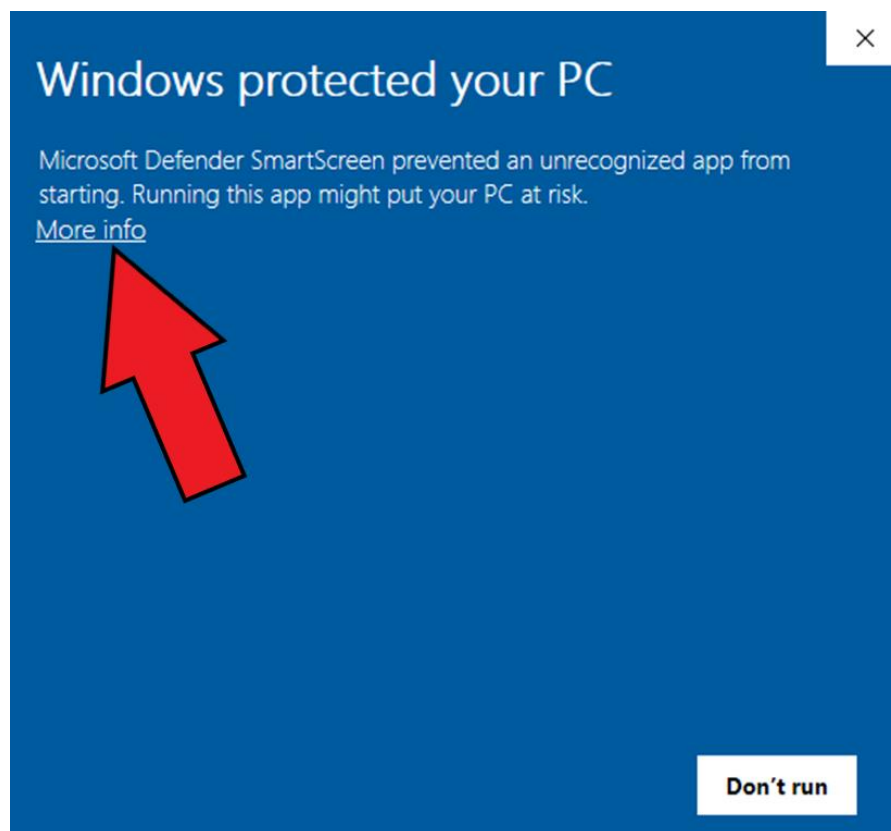 Windows protected your PC
Microsoft Defender SmartScreen prevented an unrecognized app from
starting. Running this app might put your PC at risk.
More info
Don't run